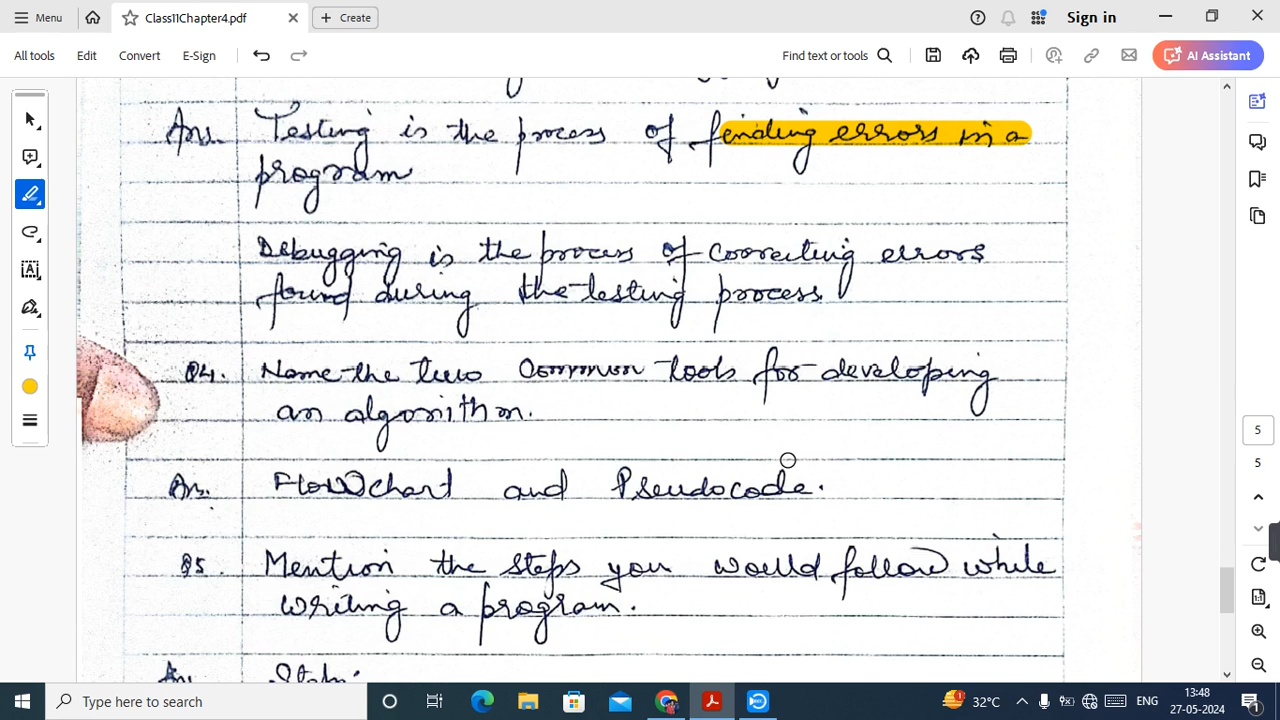 Menu
Class11Chapter4.pdf
Create
Sign in
All tools
Edit
Convert
E-Sign
Find text or tools
AI Assistant
Ans. Testing is the process of finding errors in a
program
Debugging is the process of correcting errors
found during the testing process.
Q4. Name the two common tools for developing
an algorithm.
Ans. Flowchart and Pseudocode.
Q5. Mention the steps you would follow while
writing a program.
5
5
Type here to search
32°C
ENG
13:48
27-05-2024